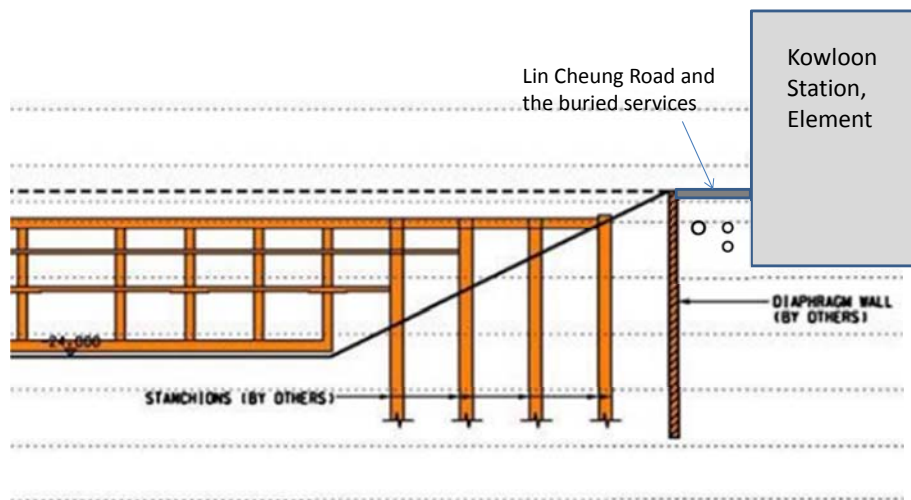 Kowloon
Station,
Element
Lin Cheung Road and
the buried services
DIAPHRAGM WALL
(BY OTHERS)
-24.000
STANCHIONS (BY OTHERS)